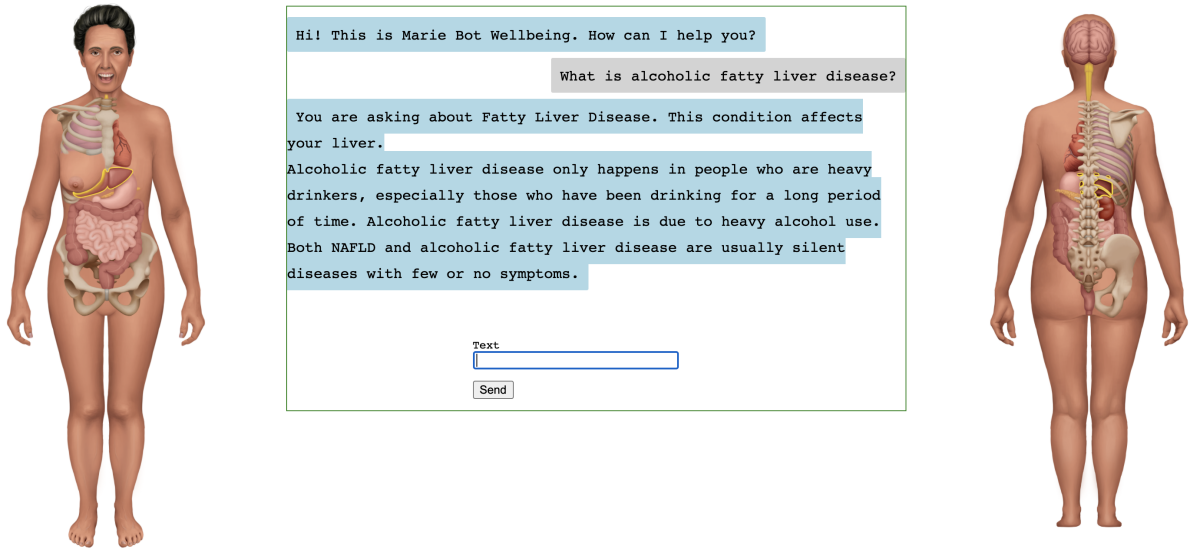 Hi! This is Marie Bot Wellbeing. How can I help you?
What is alcoholic fatty liver disease?
You are asking about Fatty Liver Disease. This condition affects
your liver.
Alcoholic fatty liver disease only happens in people who are heavy
drinkers, especially those who have been drinking for a long period
of time. Alcoholic fatty liver disease is due to heavy alcohol use.
Both NAFLD and alcoholic fatty liver disease are usually silent
diseases with few or no symptoms.
Text
Send